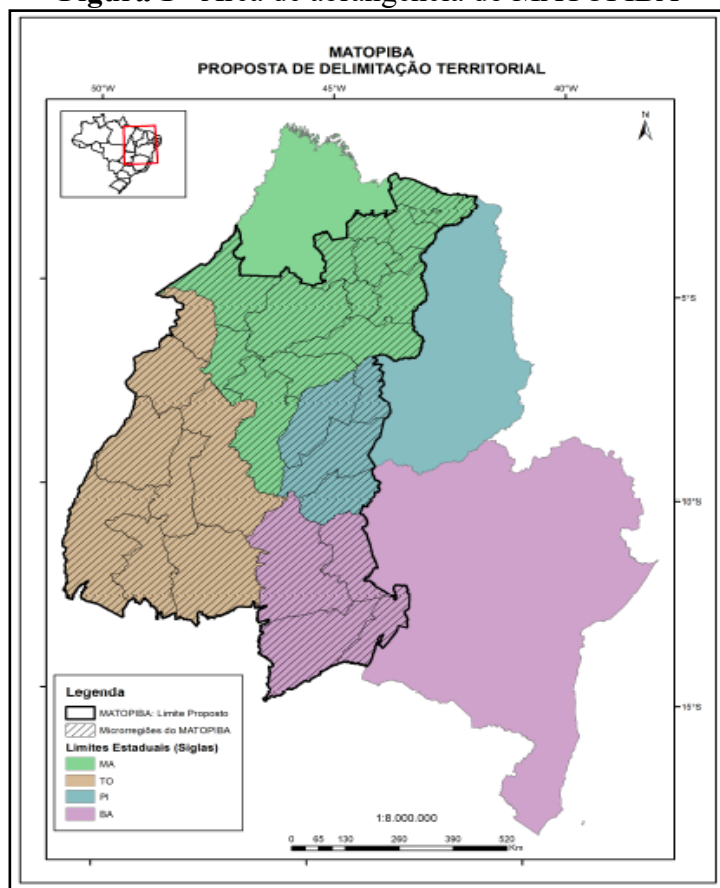 MATOPIBA
PROPOSTA DE DELIMITAÇÃO TERRITORIAL
50°W 45°W 40°W
N
5°S
10°S
15°S
Legenda
MATOPIBA: Limite Proposto
Microrregiões do MATOPIBA
Limites Estaduais (Siglas)
MA
TO
PI
BA
1:8.000.000
0 65 130 260 390 520
Km